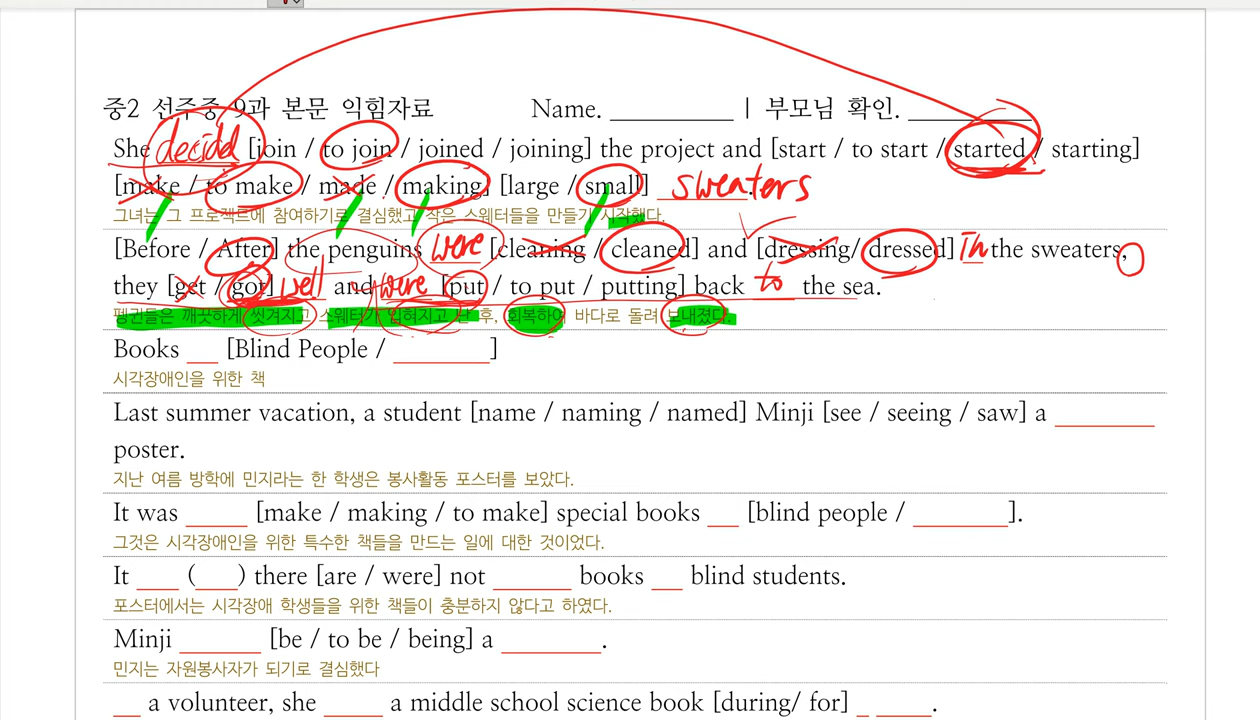 중2 선주중 9과 본문 익힘자료 Name. __________ | 부모님 확인. __________
She decided [join / to join / joined / joining] the project and [start / to start / started / starting]
[make / to make / made / making] [large / small] sweaters.
그녀는 그 프로젝트에 참여하기로 결심했고 작은 스웨터들을 만들기 시작했다.
[Before / After] the penguins were [cleaning / cleaned] and [dressing/ dressed] in the sweaters,
they [get / got] well and were [put / to put / putting] back to the sea.
펭귄들은 깨끗하게 씻겨지고 스웨터가 입혀지고 난 후, 회복하여 바다로 돌려 보내졌다.
Books ___ [Blind People / ________]
시각장애인을 위한 책
Last summer vacation, a student [name / naming / named] Minji [see / seeing / saw] a ________
poster.
지난 여름 방학에 민지라는 한 학생은 봉사활동 포스터를 보았다.
It was _____ [make / making / to make] special books ___ [blind people / ________].
그것은 시각장애인을 위한 특수한 책들을 만드는 일에 대한 것이었다.
It ____ (____) there [are / were] not ______ books ___ blind students.
포스터에서는 시각장애 학생들을 위한 책들이 충분하지 않다고 하였다.
Minji _______ [be / to be / being] a ________.
민지는 자원봉사자가 되기로 결심했다
__ a volunteer, she _____ a middle school science book [during/ for] _ _____.